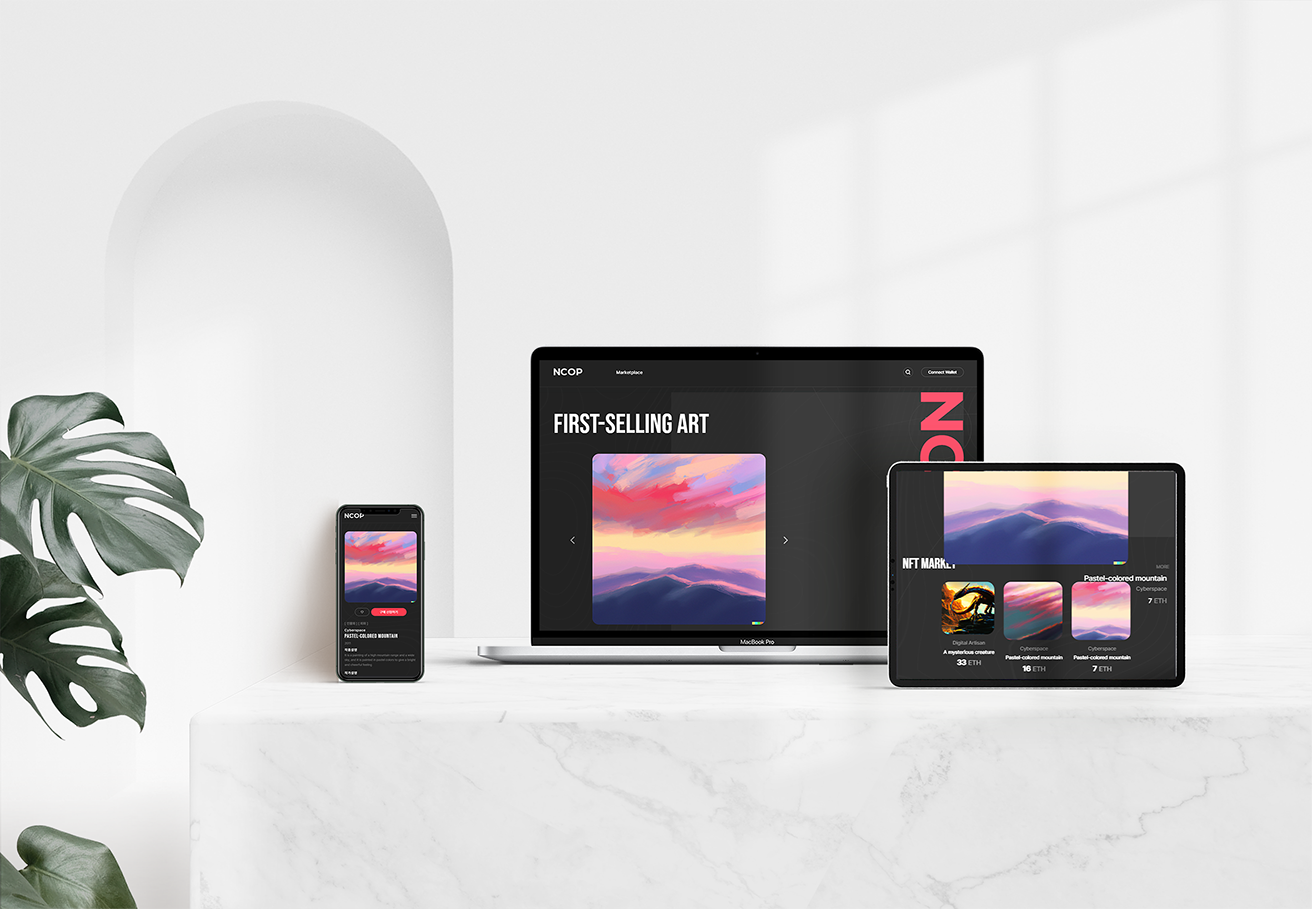 NCOP
Marketplace
Connect Wallet
FIRST-SELLING ART
NO
MacBook Pro
NCOP
Cyberspace
PASTEL-COLORED MOUNTAIN
NFT MARKET
MORE
Pastel-colored mountain
Cyberspace
7 ETH
Digital Artisan
A mysterious creature
33 ETH
Cyberspace
Pastel-colored mountain
16 ETH
Cyberspace
Pastel-colored mountain
7 ETH